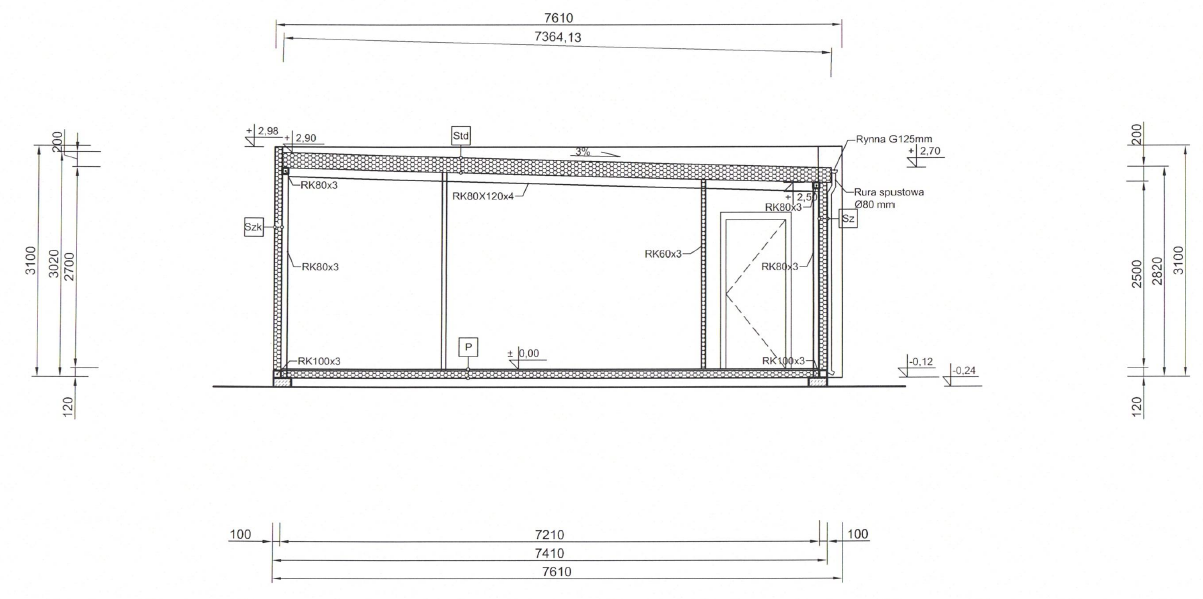 7610
7364,13
+ 2,98
+ 2,90
Std
3%
Rynna G125mm
+ 2,70
200
200
RK80x3
RK80X120x4
+ 2,50
RK80x3
Rura spustowa
Ø80 mm
Szk
Sz
RK80x3
RK60x3
RK80x3
3100
3020
2700
2500
2820
3100
P
± 0,00
RK100x3
RK100x3
-0,12
-0,24
120
120
100
7210
100
7410
7610